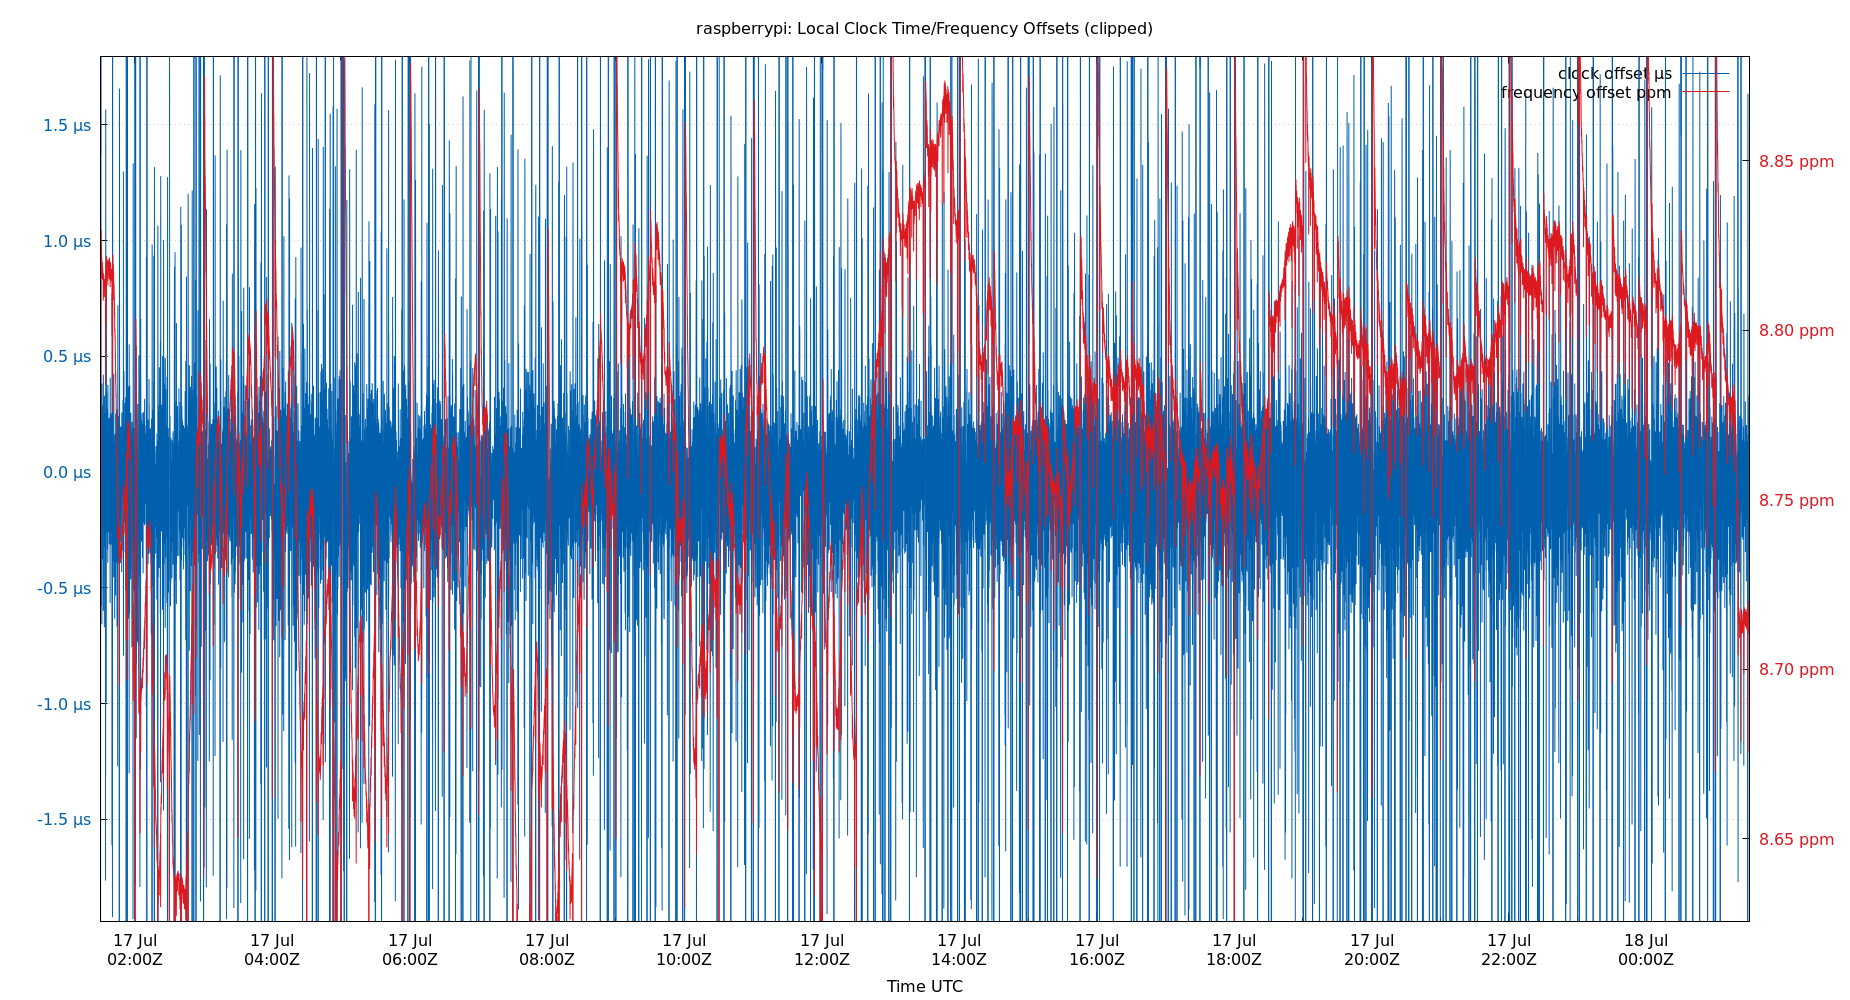 raspberrypi: Local Clock Time/Frequency Offsets (clipped)
clock offset µs
frequency offset ppm
1.5 µs
1.0 µs
0.5 µs
0.0 µs
-0.5 µs
-1.0 µs
-1.5 µs
8.85 ppm
8.80 ppm
8.75 ppm
8.70 ppm
8.65 ppm
17 Jul 17 Jul 17 Jul 17 Jul 17 Jul 17 Jul 17 Jul 17 Jul 17 Jul 17 Jul 17 Jul 18 Jul
02:00Z 04:00Z 06:00Z 08:00Z 10:00Z 12:00Z 14:00Z 16:00Z 18:00Z 20:00Z 22:00Z 00:00Z
Time UTC